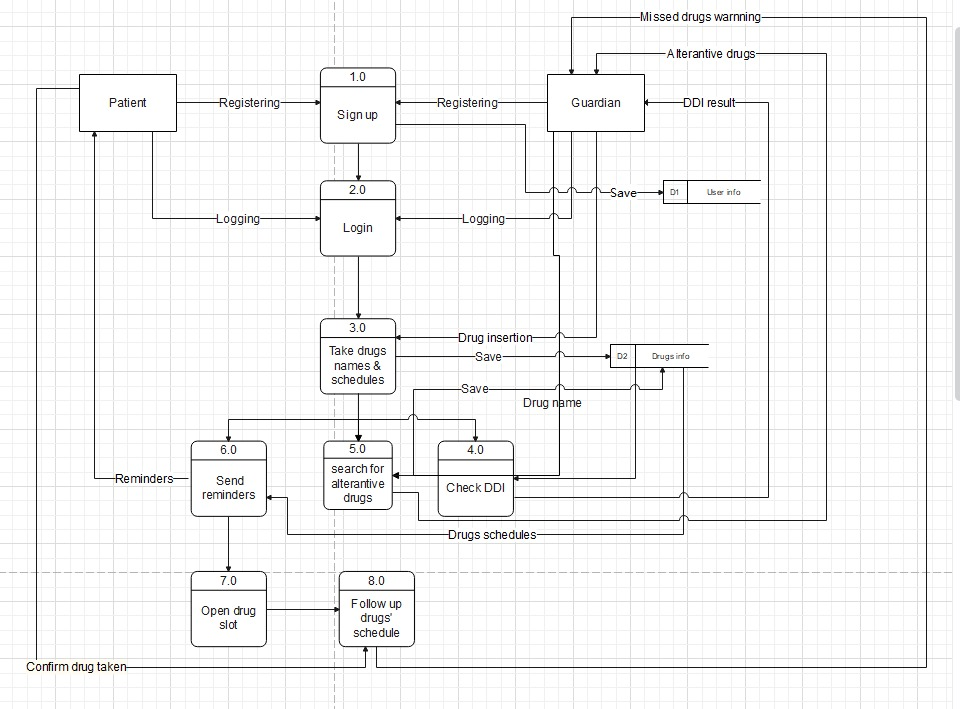 Missed drugs warnning
Alterantive drugs
1.0
Patient
Registering
Sign up
Registering
Guardian
DDI result
2.0
Save
D1
User info
Logging
Login
Logging
3.0
Drug insertion
Take drugs
names &
schedules
Save
D2
Drugs info
Save
Drug name
6.0
5.0
4.0
Reminders
Send
reminders
search for
alterantive
drugs
Check DDI
Drugs schedules
7.0
8.0
Open drug
slot
Follow up
drugs'
schedule
Confirm drug taken